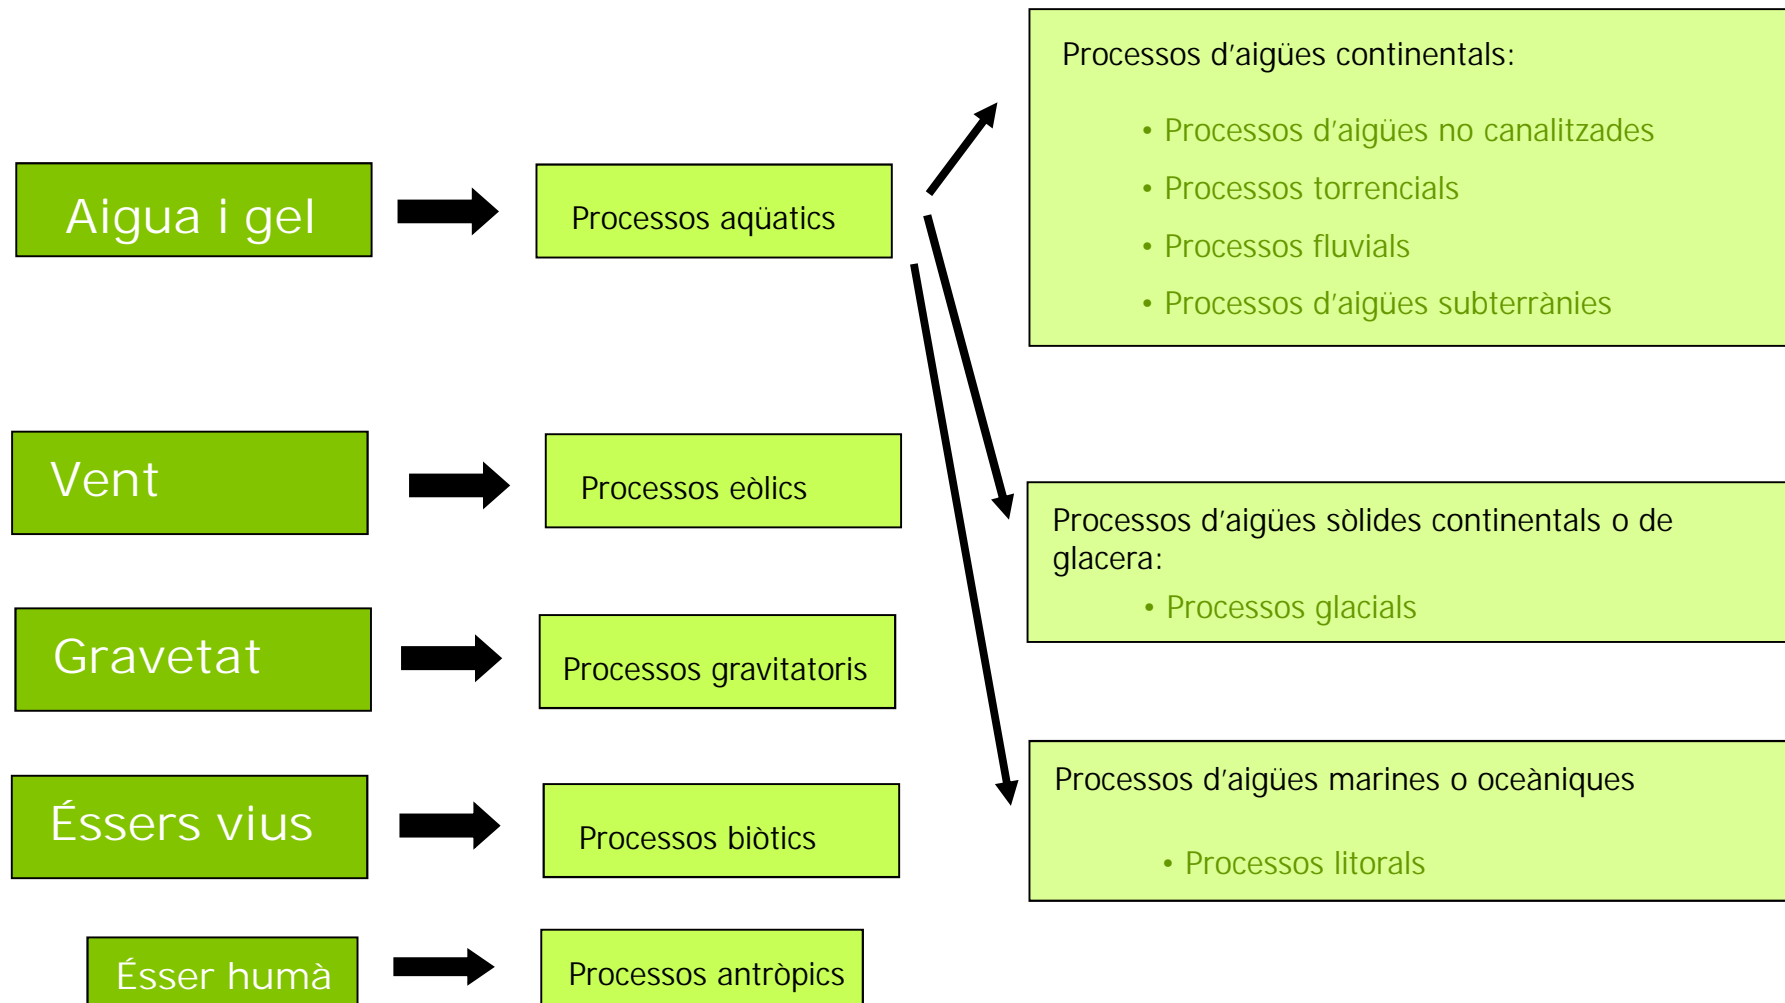 Aigua i gel
Processos aqüatics
Processos d'aigües continentals:
• Processos d'aigües no canalitzades
• Processos torrencials
• Processos fluvials
• Processos d'aigües subterrànies
Vent
Processos eòlics
Processos d'aigües sòlides continentals o de
glacera:
• Processos glacials
Gravetat
Processos gravitatoris
Processos d'aigües marines o oceàniques
• Processos litorals
Éssers vius
Processos biòtics
Ésser humà
Processos antròpics